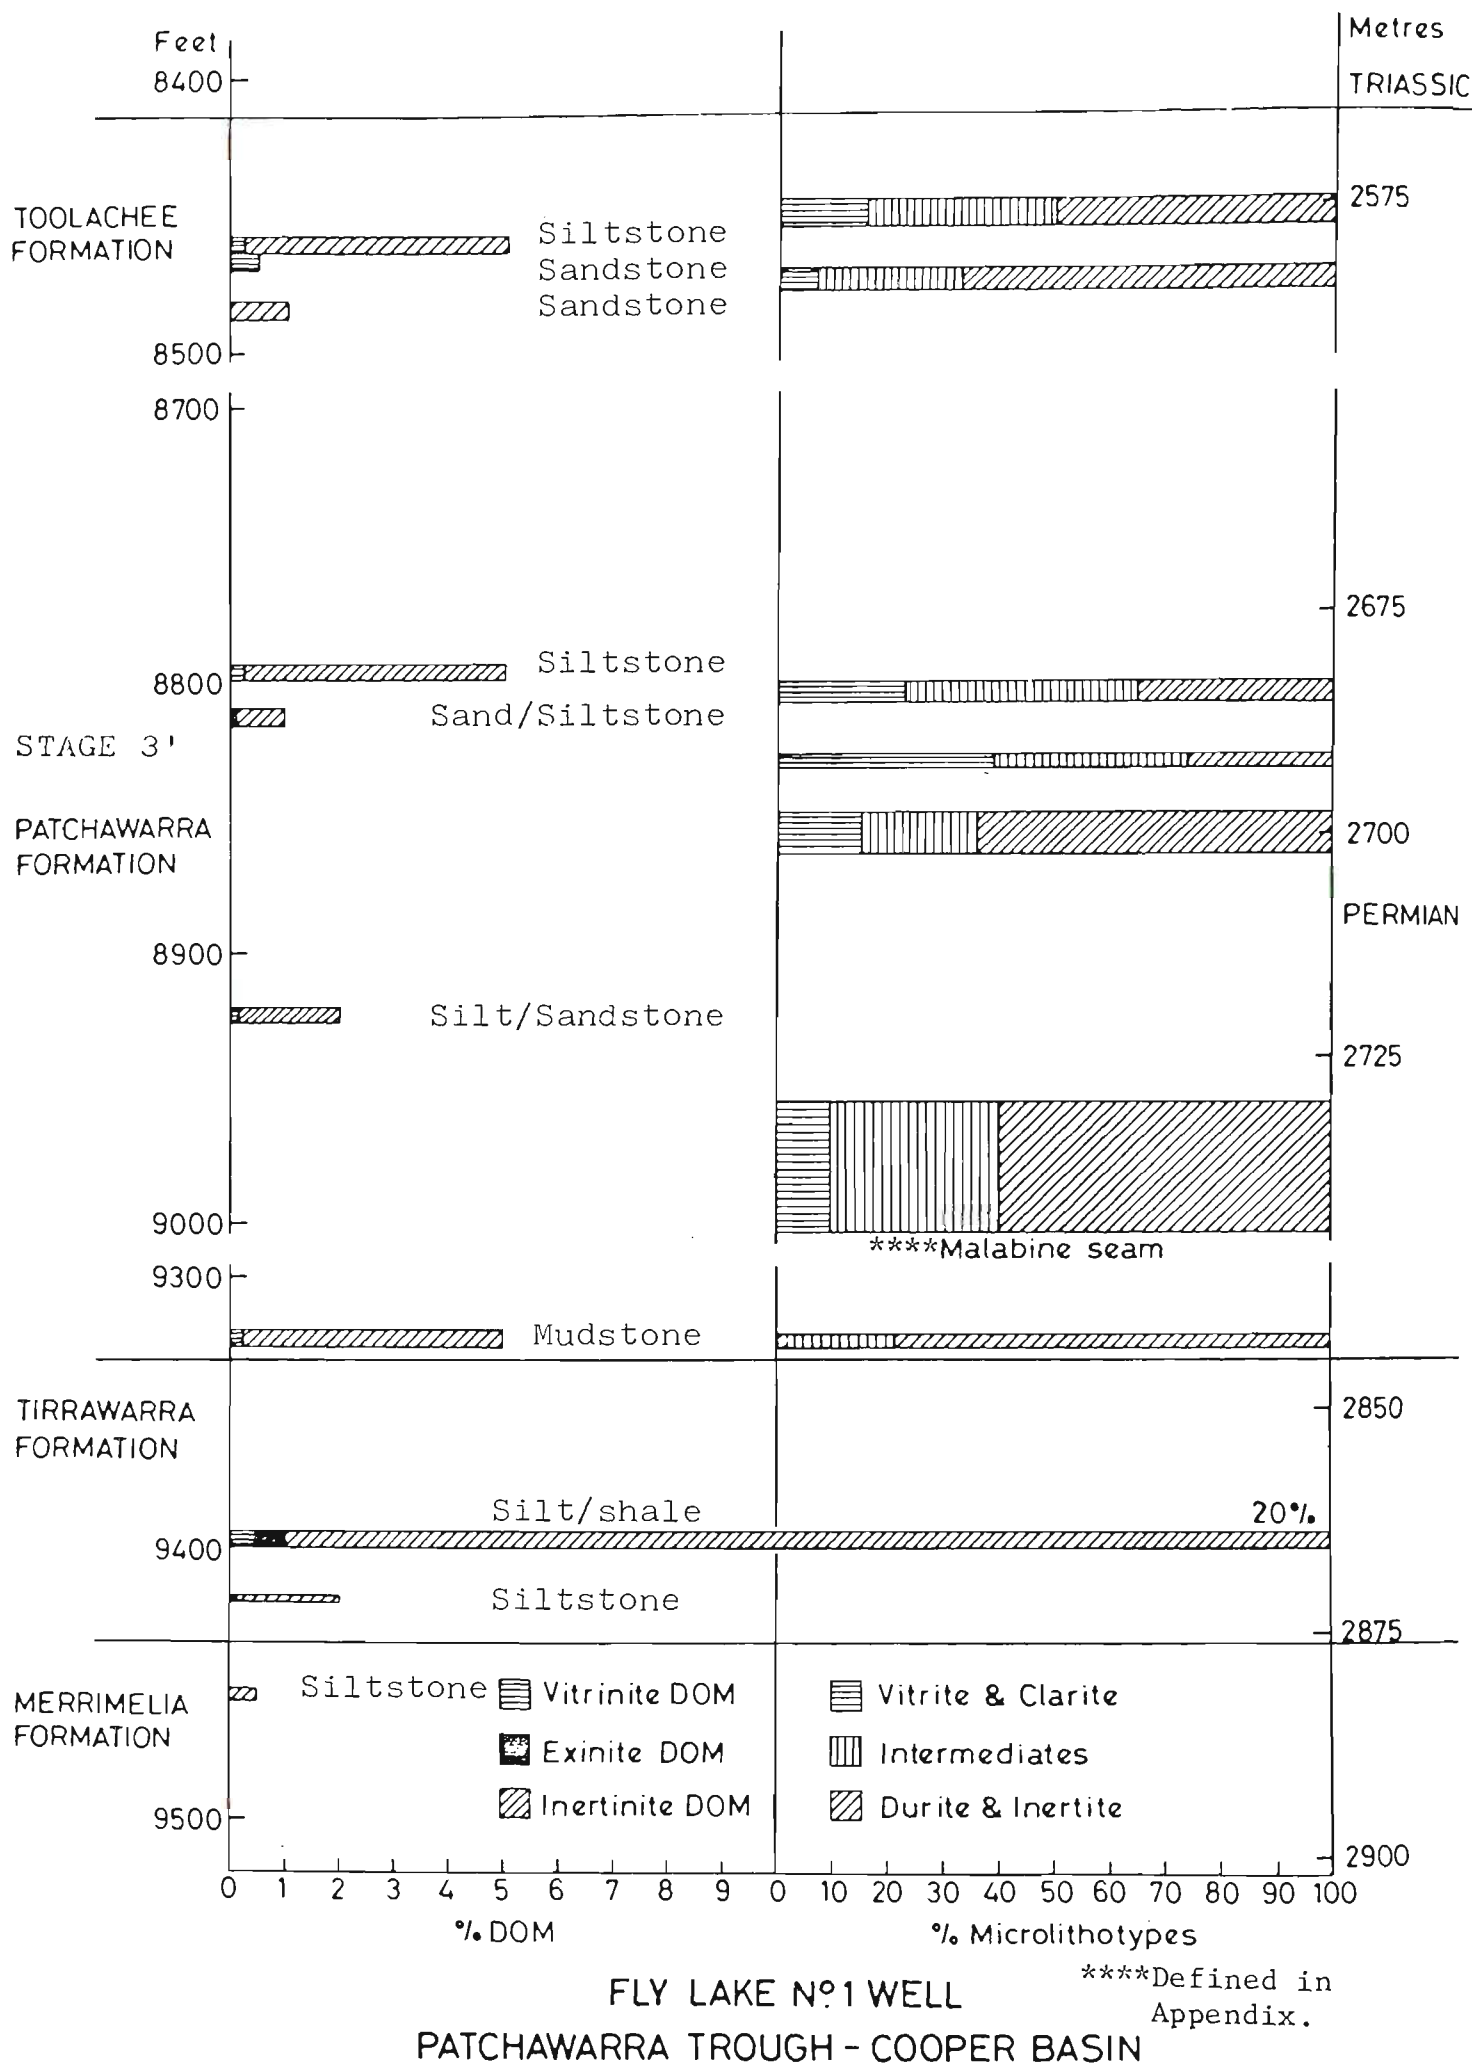 Feet
Metres
8400
TRIASSIC
2575
TOOLACHEE
FORMATION
Siltstone
Sandstone
Sandstone
8500
8700
2675
Siltstone
8800
Sand/Siltstone
STAGE 3'
PATCHAWARRA
FORMATION
2700
PERMIAN
8900
Silt/Sandstone
2725
9000
****Malabine seam
9300
Mudstone
TIRRAWARRA
FORMATION
2850
Silt/shale
20%
9400
Siltstone
2875
MERRIMELIA
FORMATION
Siltstone
Vitrinite DOM
Vitrite & Clarite
Exinite DOM
Intermediates
Inertinite DOM
Durite & Inertite
9500
2900
0 1 2 3 4 5 6 7 8 9 0 10 20 30 40 50 60 70 80 90 100
% DOM
% Microlithotypes
****Defined in
Appendix.
FLY LAKE Nº1 WELL
PATCHAWARRA TROUGH - COOPER BASIN